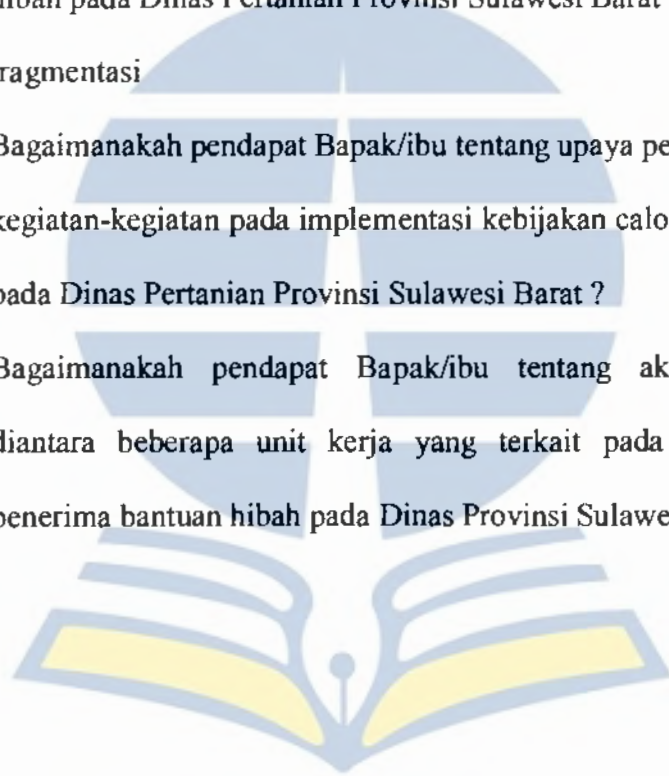 hibah pada Dinas Pertanian Provinsi Sulawesi Barat
ragmentasi
Bagaimanakah pendapat Bapak/ibu tentang upaya pe
kegiatan-kegiatan pada implementasi kebijakan calo
pada Dinas Pertanian Provinsi Sulawesi Barat ?
Bagaimanakah pendapat Bapak/ibu tentang ak
diantara beberapa unit kerja yang terkait pada
penerima bantuan hibah pada Dinas Provinsi Sulawe